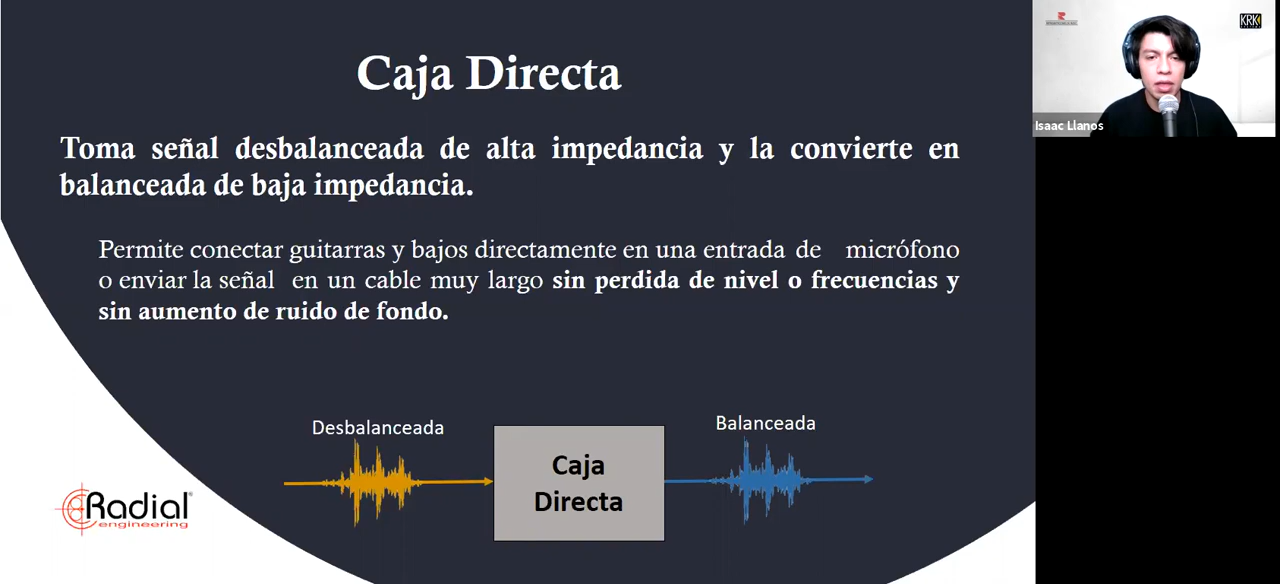 Caja Directa
Toma señal desbalanceada de alta impedancia y la convierte en
balanceada de baja impedancia.
Permite conectar guitarras y bajos directamente en una entrada de micrófono
o enviar la señal en un cable muy largo sin perdida de nivel o frecuencias y
sin aumento de ruido de fondo.
Desbalanceada
Balanceada
Caja
Directa
Radial
engineering
KRK
Isaac Llanos